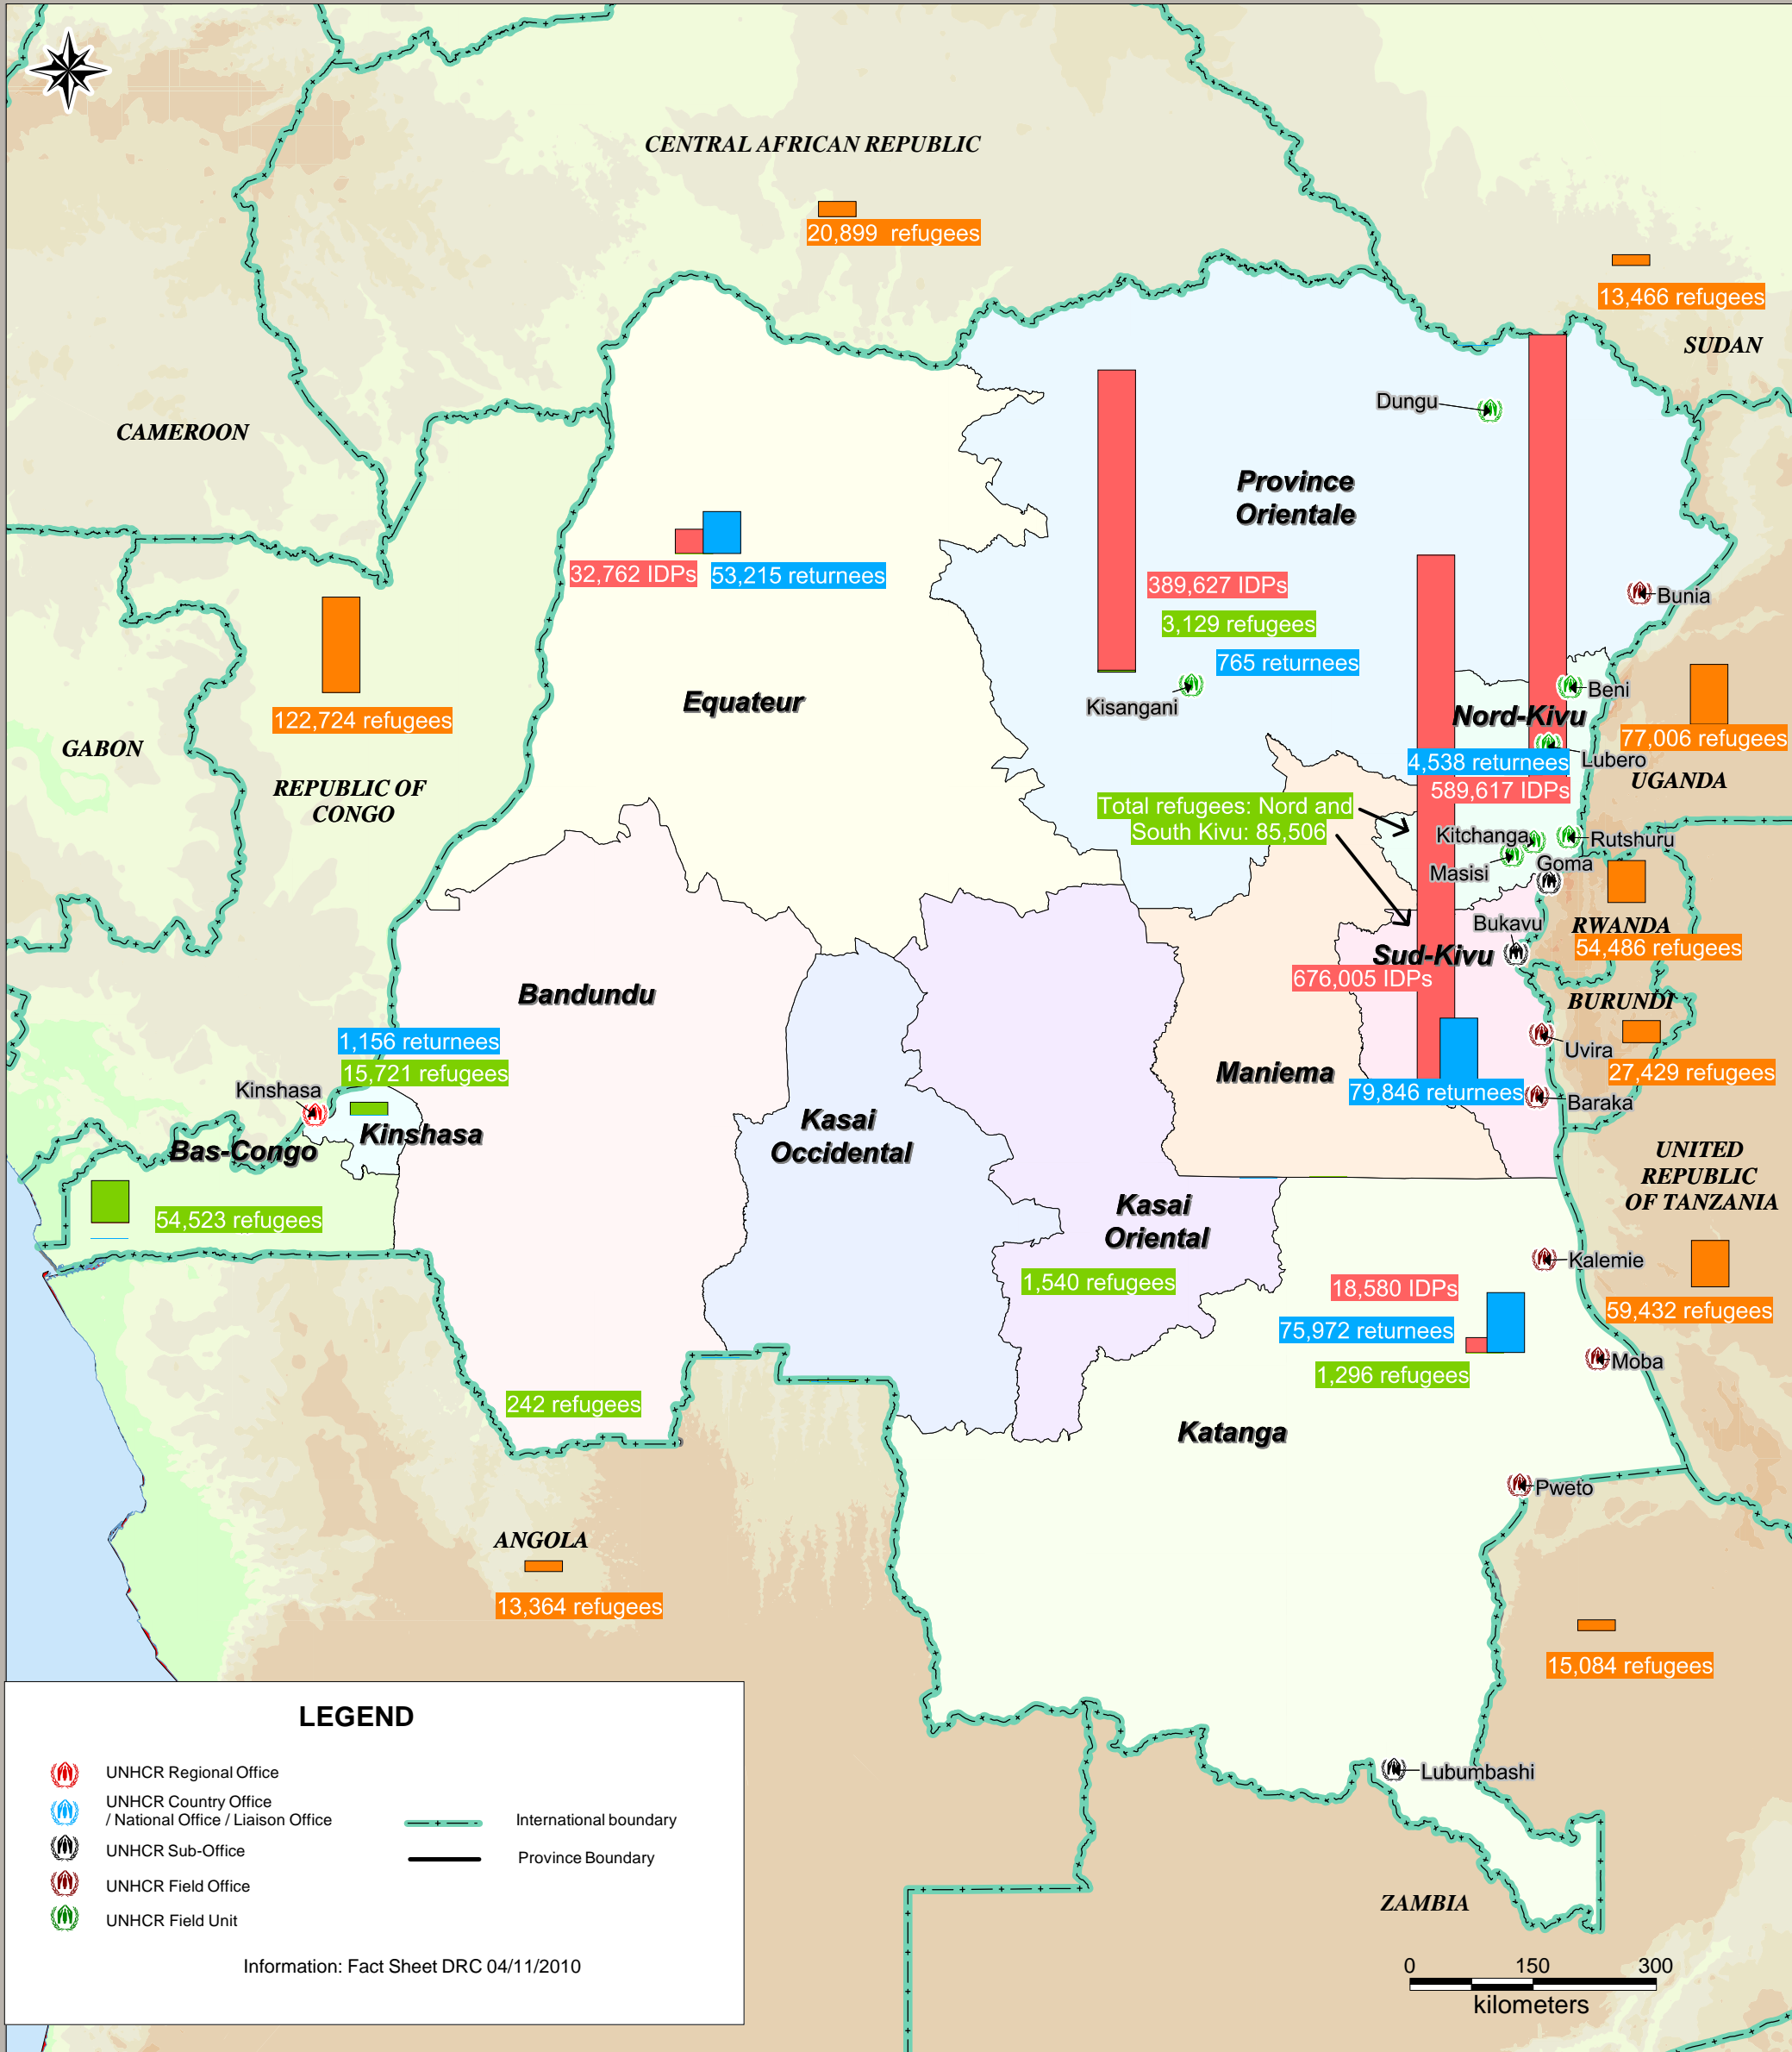 CENTRAL AFRICAN REPUBLIC
20,899 refugees
13,466 refugees
SUDAN
CAMEROON
Dungu
Province
Orientale
32,762 IDPs
53,215 returnees
389,627 IDPs
3,129 refugees
765 returnees
Bunia
Kisangani
Equateur
122,724 refugees
GABON
REPUBLIC OF
CONGO
Beni
Nord-Kivu
77,006 refugees
4,538 returnees
Lubero
589,617 IDPs
UGANDA
Total refugees: Nord and
South Kivu: 85,506
Kitchanga
Rutshuru
Masisi
Goma
Bukavu
RWANDA
54,486 refugees
Sud-Kivu
676,005 IDPs
Bandundu
BURUNDI
1,156 returnees
15,721 refugees
Uvira
27,429 refugees
Maniema
79,846 returnees
Baraka
Kinshasa
Kinshasa
Bas-Congo
Kasai
Occidental
UNITED
REPUBLIC
OF TANZANIA
54,523 refugees
Kasai
Oriental
1,540 refugees
Kalemie
18,580 IDPs
75,972 returnees
1,296 refugees
59,432 refugees
Moba
242 refugees
Katanga
Pweto
ANGOLA
13,364 refugees
15,084 refugees
Lubumbashi
ZAMBIA
LEGEND
UNHCR Regional Office
UNHCR Country Office
/ National Office / Liaison Office
UNHCR Sub-Office
UNHCR Field Office
UNHCR Field Unit
International boundary
Province Boundary
Information: Fact Sheet DRC 04/11/2010
0 150 300
kilometers